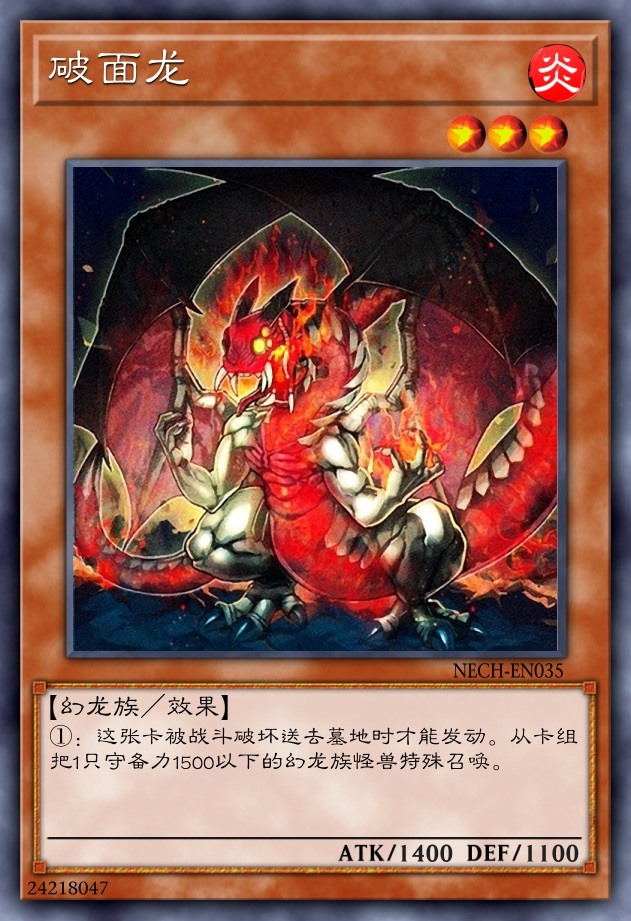 破面龙
炎
NECH-EN035
【幻龙族／效果】
①：这张卡被战斗破坏送去墓地时才能发动。从卡组
把1只守备力1500以下的幻龙族怪兽特殊召唤。
ATK/1400 DEF/1100
24218047